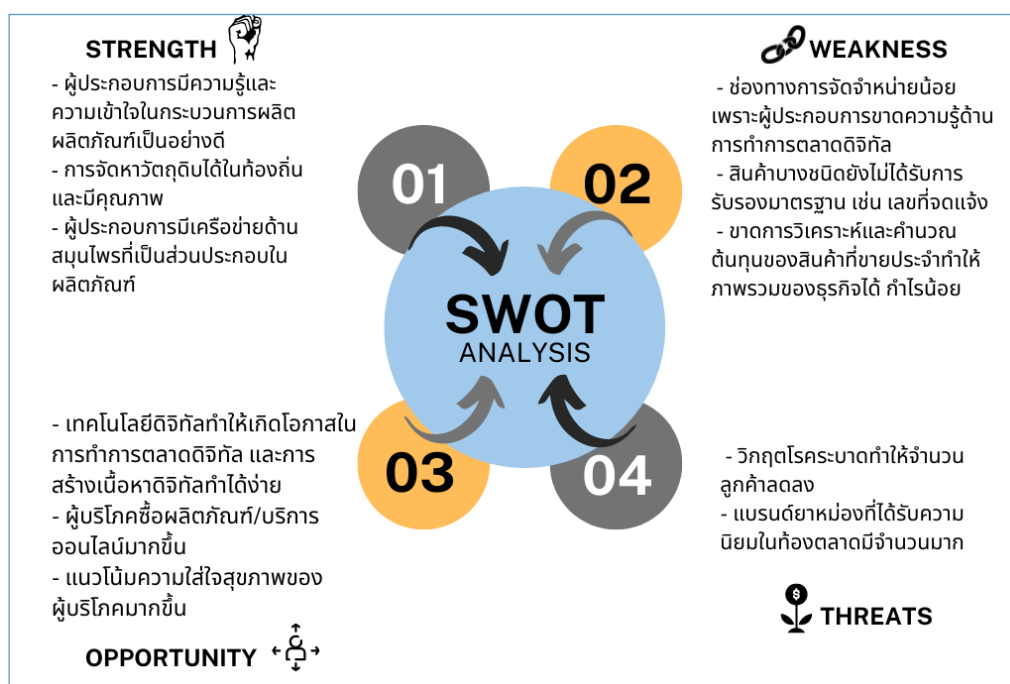 STRENGTH
- ผู้ประกอบการมีความรู้และ
ความเข้าใจในกระบวนการผลิต
ผลิตภัณฑ์เป็นอย่างดี
- การจัดหาวัตถุดิบได้ในท้องถิ่น
และมีคุณภาพ
- ผู้ประกอบการมีเครือข่ายด้าน
สมุนไพรที่เป็นส่วนประกอบใน
ผลิตภัณฑ์
WEAKNESS
- ช่องทางการจัดจำหน่ายน้อย
เพราะผู้ประกอบการขาดความรู้ด้าน
การทำการตลาดดิจิทัล
- สินค้าบางชนิดยังไม่ได้รับการ
รับรองมาตรฐาน เช่น เลขที่จดแจ้ง
- ขาดการวิเคราะห์และคำนวณ
ต้นทุนของสินค้าที่ขายประจำทำให้
ภาพรวมของธุรกิจได้ กำไรน้อย
01
02
SWOT
ANALYSIS
03
04
- เทคโนโลยีดิจิทัลทำให้เกิดโอกาสใน
การทำการตลาดดิจิทัล และการ
สร้างเนื้อหาดิจิทัลทำได้ง่าย
- ผู้บริโภคซื้อผลิตภัณฑ์/บริการ
ออนไลน์มากขึ้น
- แนวโน้มความใส่ใจสุขภาพของ
ผู้บริโภคมากขึ้น
OPPORTUNITY
- วิกฤตโรคระบาดทำให้จำนวน
ลูกค้าลดลง
- แบรนด์ยาหม่องที่ได้รับความ
นิยมในท้องตลาดมีจำนวนมาก
$
THREATS